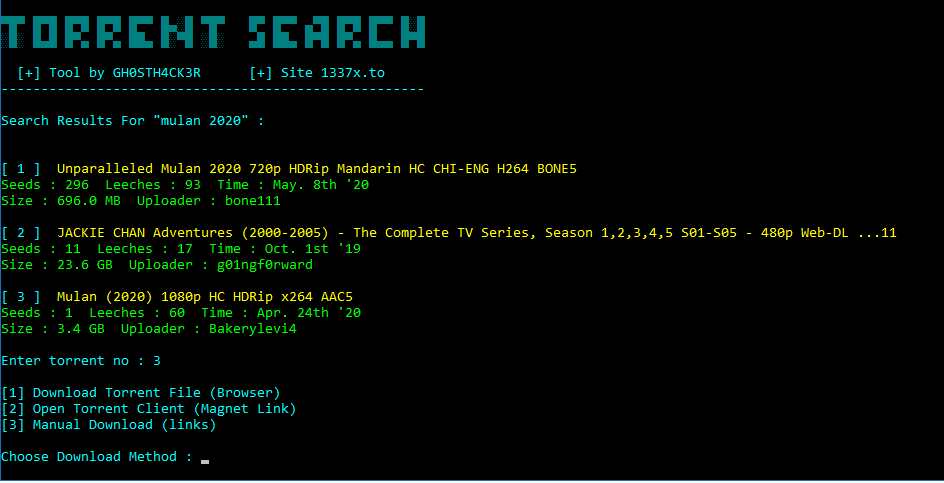 TORRENT SEARCH
[+] Tool by GH0STH4CK3R [+] Site 1337x.to
-----------------------------------------------------
Search Results For "mulan 2020" :
[ 1 ] Unparalleled Mulan 2020 720p HDRip Mandarin HC CHI-ENG H264 BONE5
Seeds : 296 Leeches : 93 Time : May. 8th '20
Size : 696.0 MB Uploader : bone111
[ 2 ] JACKIE CHAN Adventures (2000-2005) - The Complete TV Series, Season 1,2,3,4,5 S01-S05 - 480p Web-DL ...11
Seeds : 11 Leeches : 17 Time : Oct. 1st '19
Size : 23.6 GB Uploader : g01ngf0rward
[ 3 ] Mulan (2020) 1080p HC HDRip x264 AAC5
Seeds : 1 Leeches : 60 Time : Apr. 24th '20
Size : 3.4 GB Uploader : Bakerylevi4
Enter torrent no : 3
[1] Download Torrent File (Browser)
[2] Open Torrent Client (Magnet Link)
[3] Manual Download (links)
Choose Download Method : _